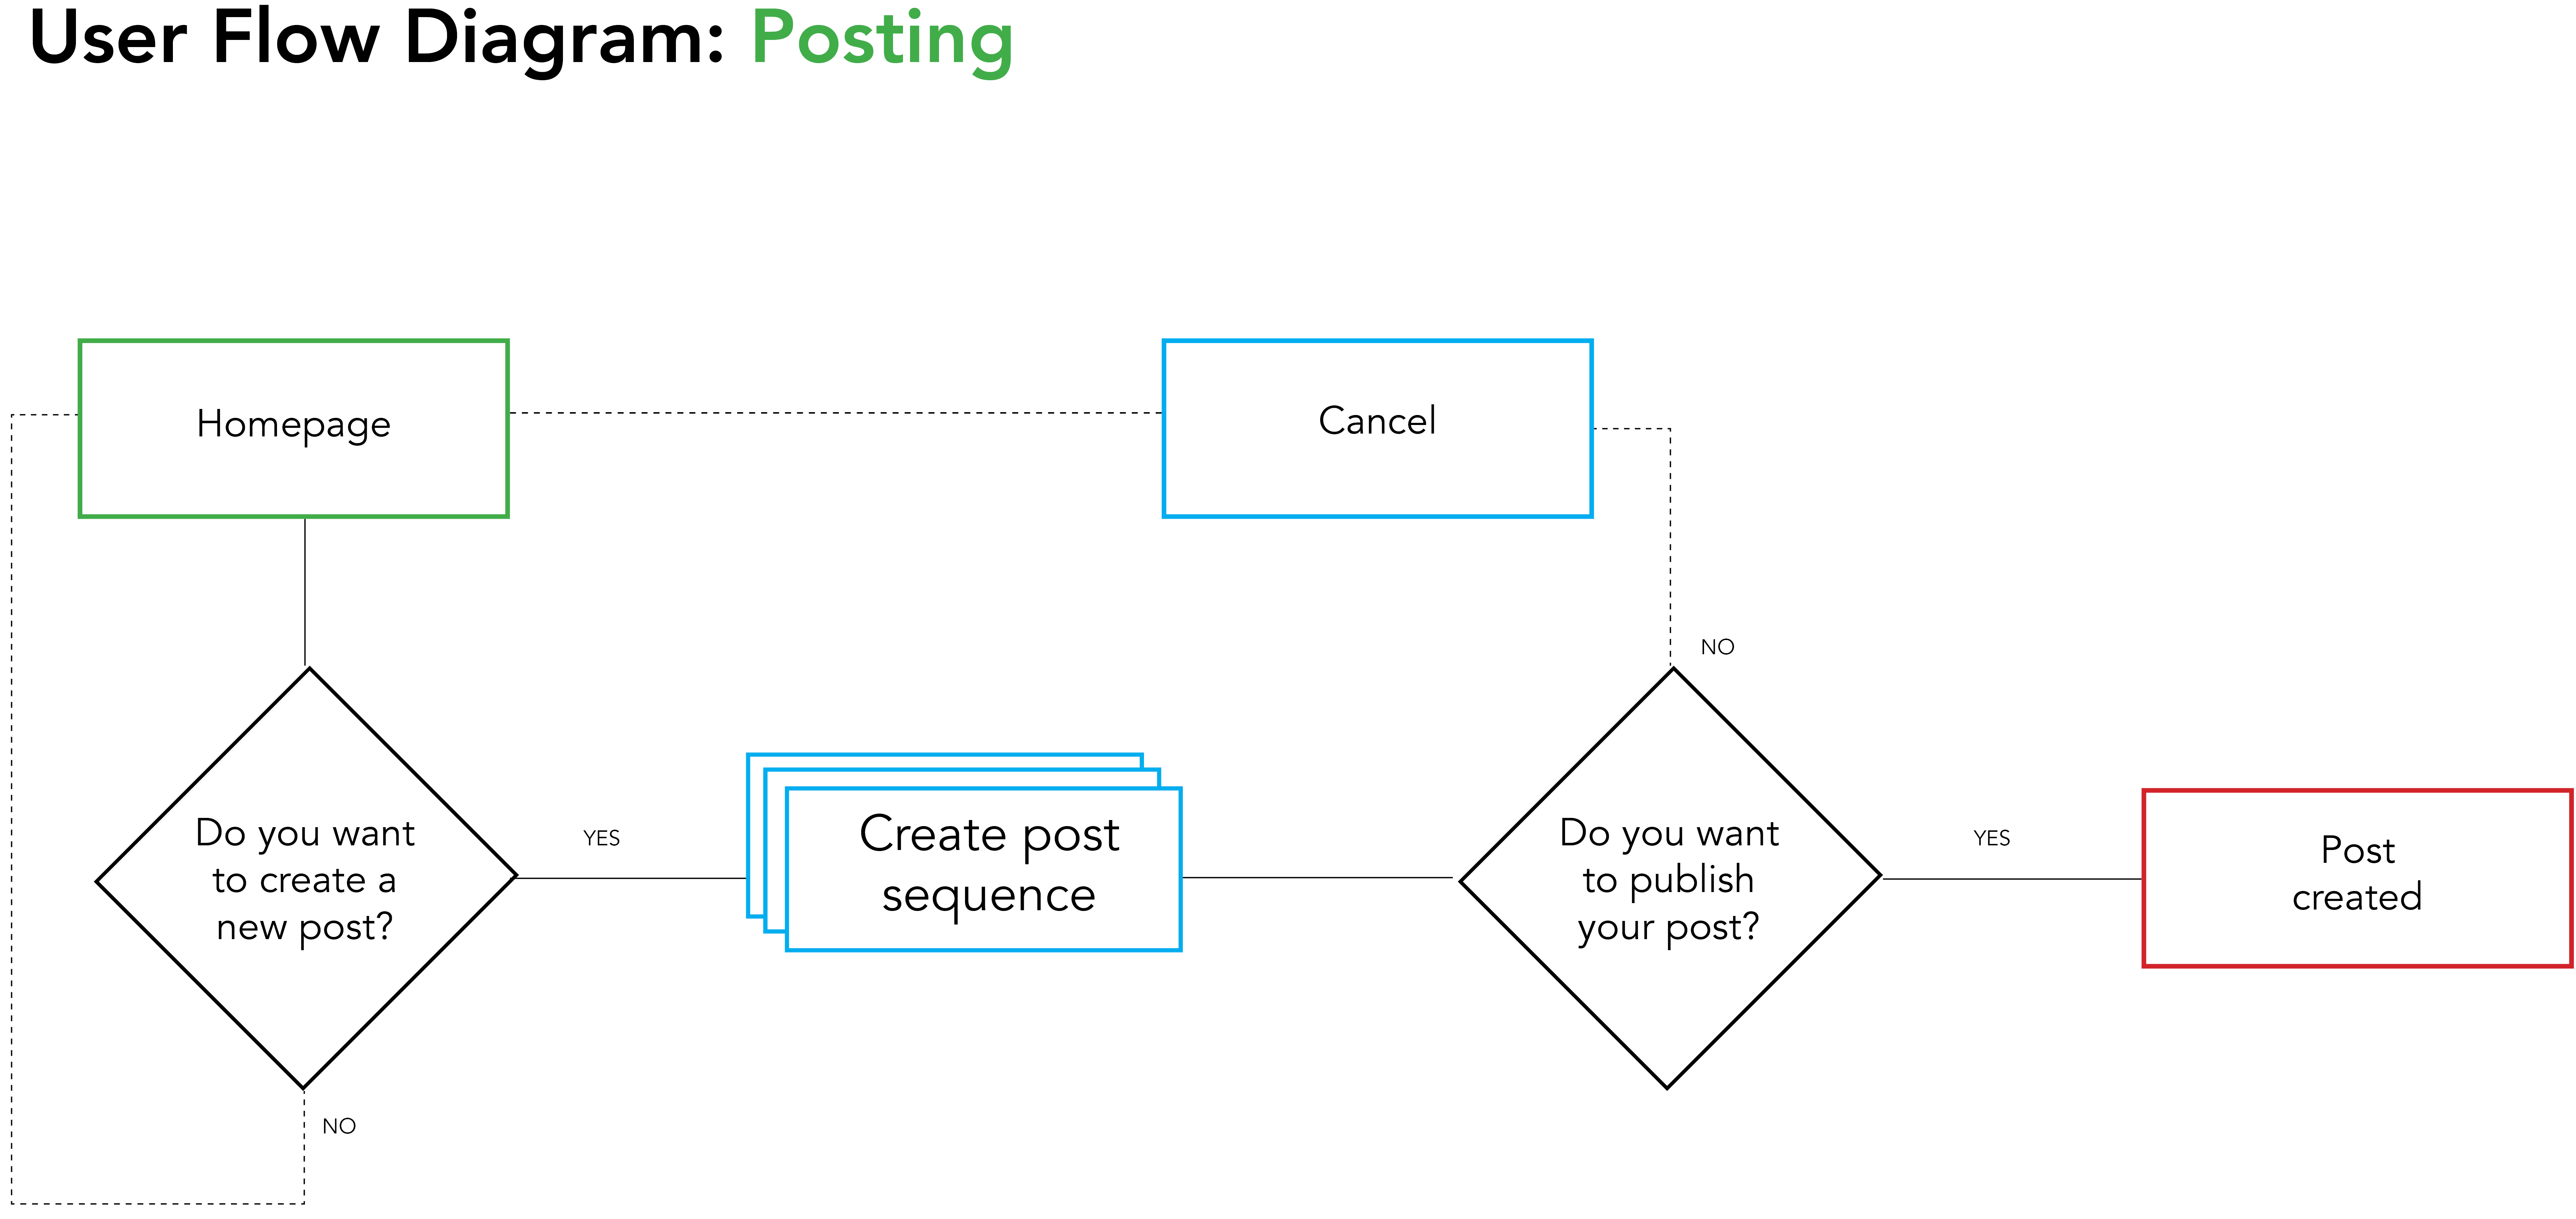 User Flow Diagram: Posting
Homepage
Cancel
NO
Do you want
to create a
new post?
YES
Create post
sequence
Do you want
to publish
your post?
YES
Post
created
NO